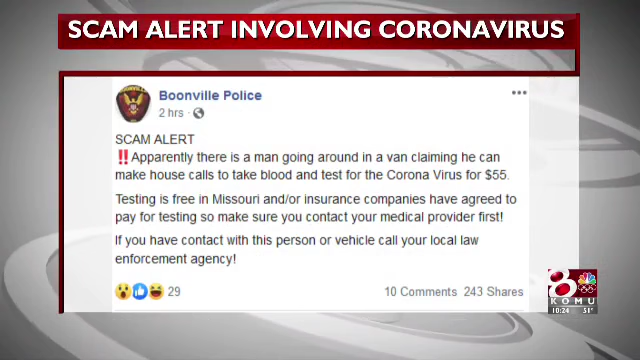 SCAM ALERT INVOLVING CORONAVIRUS
BOONVILLE
Boonville Police
2 hrs ·
SCAM ALERT
‼️Apparently there is a man going around in a van claiming he can
make house calls to take blood and test for the Corona Virus for $55.
Testing is free in Missouri and/or insurance companies have agreed to
pay for testing so make sure you contact your medical provider first!
If you have contact with this person or vehicle call your local law
enforcement agency!
29
10 Comments 243 Shares
8
KOMU
10:24 51°